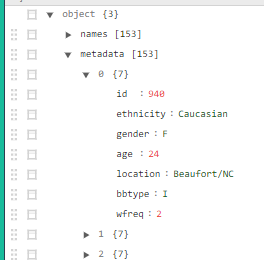 object {3}
names [153]
metadata [153]
0 {7}
id : 940
ethnicity : Caucasian
gender : F
age : 24
location : Beaufort/NC
bbtype : I
wfreq : 2
1 {7}
2 {7}